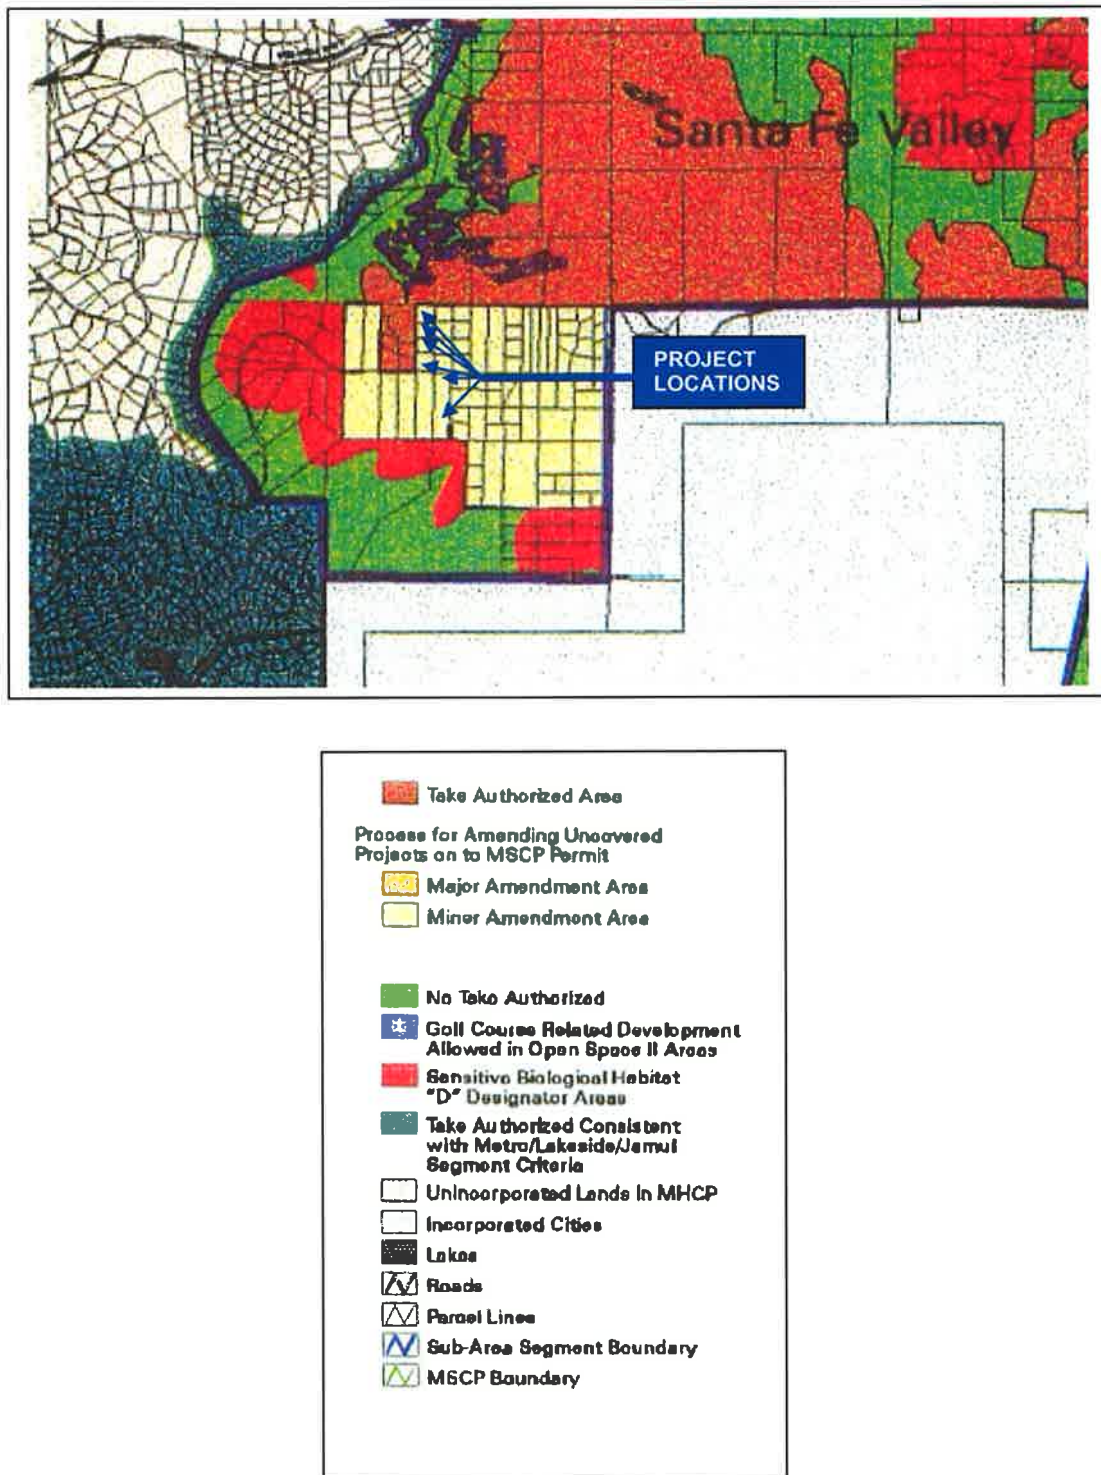 Santa Fe Valley
PROJECT
LOCATIONS
Take Authorized Area
Process for Amending Uncovered
Projects on to MSCP Permit
Major Amendment Area
Minor Amendment Area
No Take Authorized
Golf Course Related Development
Allowed in Open Space II Areas
Sensitive Biological Habitat
"D" Designator Areas
Take Authorized Consistent
with Metro/Lakeside/Jamul
Segment Criteria
Unincorporated Lands in MHCP
Incorporated Cities
Lakes
Roads
Parcel Lines
Sub-Area Segment Boundary
MSCP Boundary